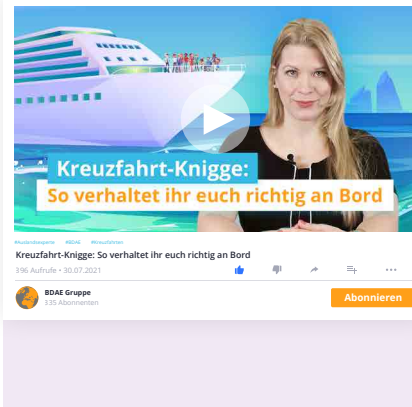 Kreuzfahrt-Knigge:
So verhaltet ihr euch richtig an Bord
#Auslandsexperte #BDAE #Kreuzfahrten
Kreuzfahrt-Knigge: So verhaltet ihr euch richtig an Bord
396 Aufrufe • 30.07.2021
BDAE Gruppe
335 Abonnenten
Abonnieren